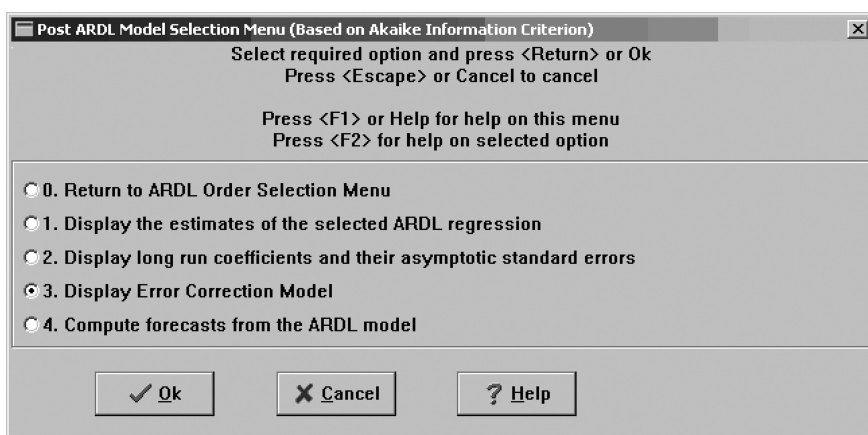 Post ARDL Model Selection Menu (Based on Akaike Information Criterion)
Select required option and press <Return> or Ok
Press <Escape> or Cancel to cancel
Press <F1> or Help for help on this menu
Press <F2> for help on selected option
0. Return to ARDL Order Selection Menu
1. Display the estimates of the selected ARDL regression
2. Display long run coefficients and their asymptotic standard errors
3. Display Error Correction Model
4. Compute forecasts from the ARDL model
Ok Cancel Help